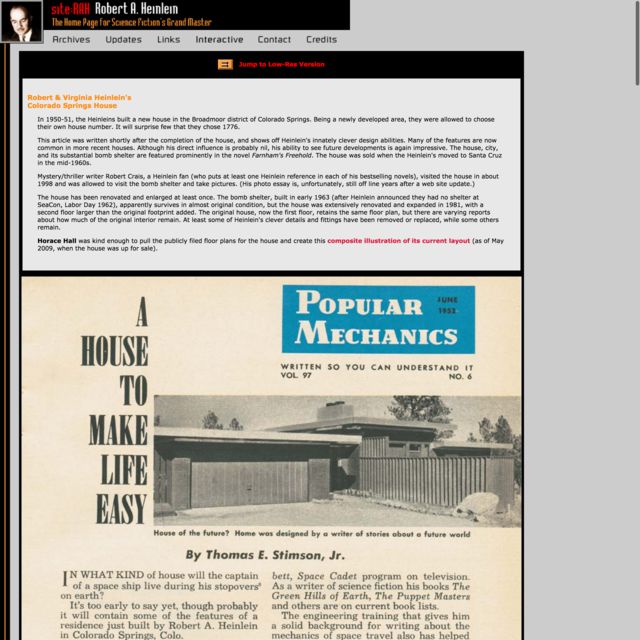 site:RAH Robert A. Heinlein
The Home Page for Science Fiction's Grand Master
Archives Updates Links Interactive Contact Credits
Jump to Low-Res Version
Robert & Virginia Heinlein's
Colorado Springs House
In 1950-51, the Heinleins built a new house in the Broadmoor district of Colorado Springs. Being a newly developed area, they were allowed to choose
their own house number. It will surprise few that they chose 1776.
This article was written shortly after the completion of the house, and shows off Heinlein's innately clever design abilities. Many of the features are now
common in more recent houses. Although his direct influence is probably nil, his ability to see future developments is again impressive. The house, city,
and its substantial bomb shelter are featured prominently in the novel Farnham's Freehold. The house was sold when the Heinlein's moved to Santa Cruz
in the mid-1960s.
Mystery/thriller writer Robert Crais, a Heinlein fan (who puts at least one Heinlein reference in each of his bestselling novels), visited the house in about
1998 and was allowed to visit the bomb shelter and take pictures. (His photo essay is, unfortunately, still off line years after a web site update.)
The house has been renovated and enlarged at least once. The bomb shelter, built in early 1963 (after Heinlein announced they had no shelter at
SeaCon, Labor Day 1962), apparently survives in almost original condition, but the house was extensively renovated and expanded in 1981, with a
second floor larger than the original footprint added. The original house, now the first floor, retains the same floor plan, but there are varying reports
about how much of the original interior remain. At least some of Heinlein's clever details and fittings have been removed or replaced, while some others
remain.
Horace Hall was kind enough to pull the publicly filed floor plans for the house and create this composite illustration of its current layout (as of May
2009, when the house was up for sale).
A
HOUSE
TO
MAKE
LIFE
EASY
POPULAR
MECHANICS
JUNE
1952
WRITTEN SO YOU CAN UNDERSTAND IT
VOL. 97 NO. 6
House of the future? Home was designed by a writer of stories about a future world
By Thomas E. Stimson, Jr.
IN WHAT KIND of house will the captain
of a space ship live during his stopovers
on earth?
It's too early to say yet, though probably
it will contain some of the features of a
residence just built by Robert A. Heinlein
in Colorado Springs, Colo.
bett, Space Cadet program on television.
As a writer of science fiction his books The
Green Hills of Earth, The Puppet Masters
and others are on current book lists.
The engineering training that gives him
a solid background for writing about the
mechanics of space travel also has helped